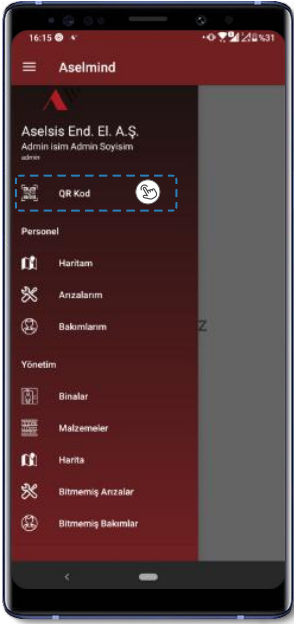 16:15
%31
Aselmind
Aselsis End. El. A.Ş.
Admin isim Admin Soyisim
admin
QR Kod
Personel
Haritam
Arızalarım
Bakımlarım
Z
Yönetim
Binalar
Malzemeler
Harita
Bitmemiş Arızalar
Bitmemiş Bakımlar